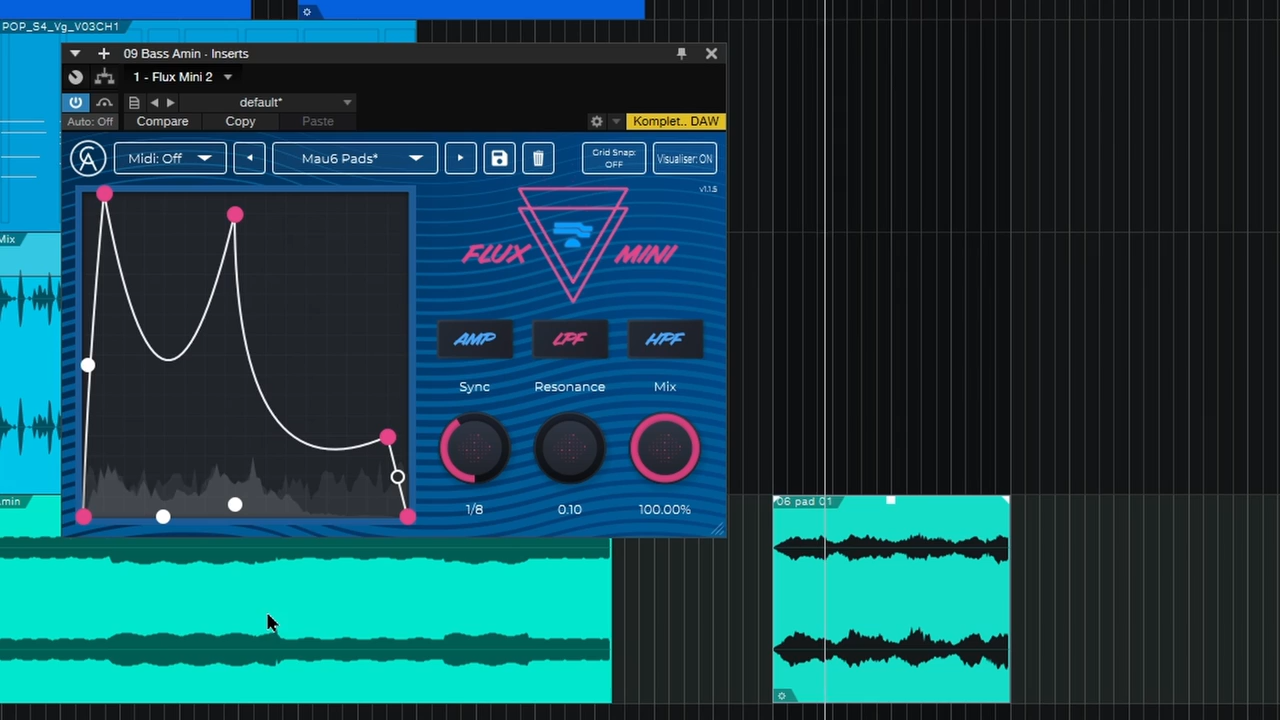 POP_S4_Vg_V03CH1
09 Bass Amin · Inserts
1 - Flux Mini 2
default*
Auto: Off
Compare
Copy
Paste
Komplet.. DAW
Midi: Off
Mau6 Pads*
Grid Snap: OFF
Visualiser: ON
v1.1.5
FLUX MINI
Mix
AMP
LPF
HPF
Sync
Resonance
Mix
min
06 pad 01
1/8
0.10
100.00%